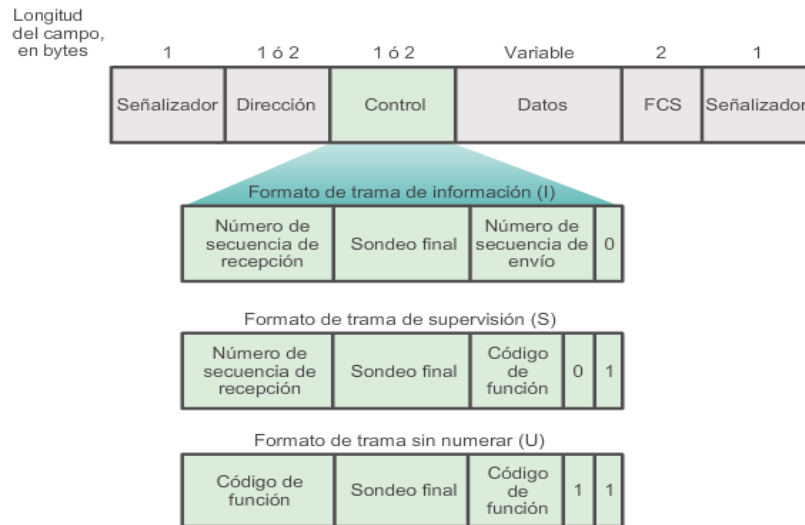 Longitud
del campo,
en bytes
1 1 ó 2 1 ó 2 Variable 2 1
Señalizador Dirección Control Datos FCS Señalizador
Formato de trama de información (I)
Número de
secuencia de
recepción
Sondeo final
Número de
secuencia de
envío
0
Formato de trama de supervisión (S)
Número de
secuencia de
recepción
Sondeo final
Código
de
función
0
1
Formato de trama sin numerar (U)
Código de
función
Sondeo final
Código
de
función
1
1